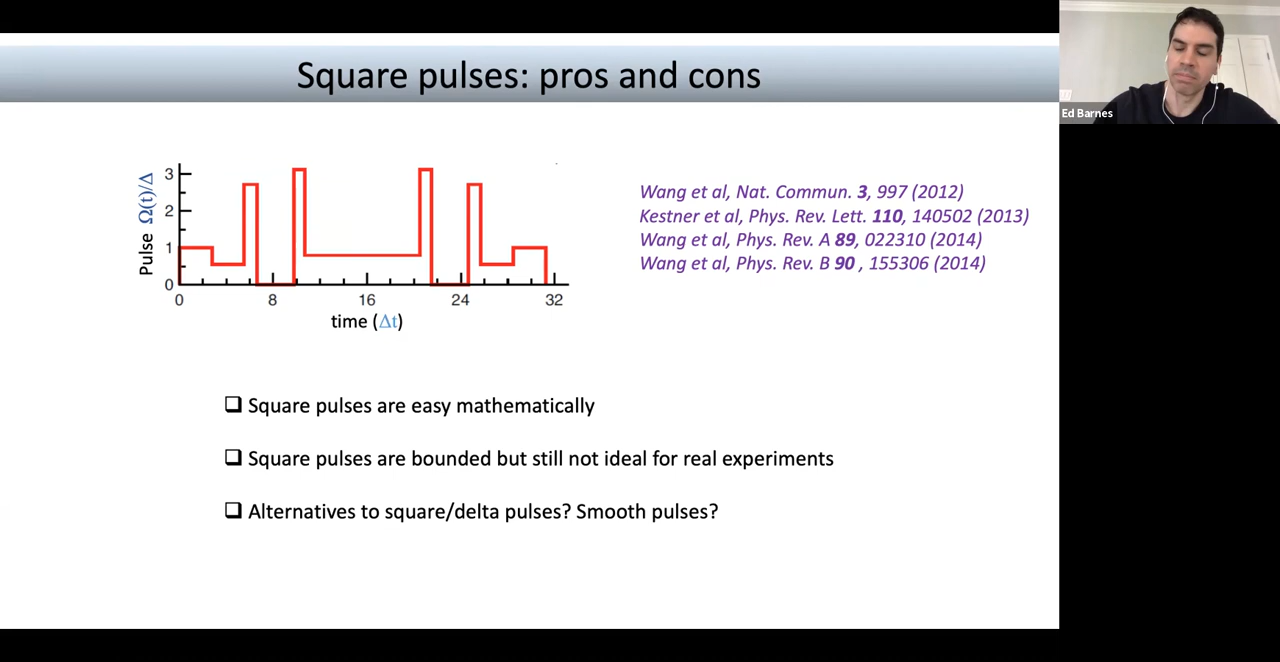 Square pulses: pros and cons
Ed Barnes
Pulse Ω(t)/Δ
3
2
1
0
0 8 16 24 32
time (Δt)
Wang et al, Nat. Commun. 3, 997 (2012)
Kestner et al, Phys. Rev. Lett. 110, 140502 (2013)
Wang et al, Phys. Rev. A 89, 022310 (2014)
Wang et al, Phys. Rev. B 90 , 155306 (2014)
Square pulses are easy mathematically
Square pulses are bounded but still not ideal for real experiments
Alternatives to square/delta pulses? Smooth pulses?